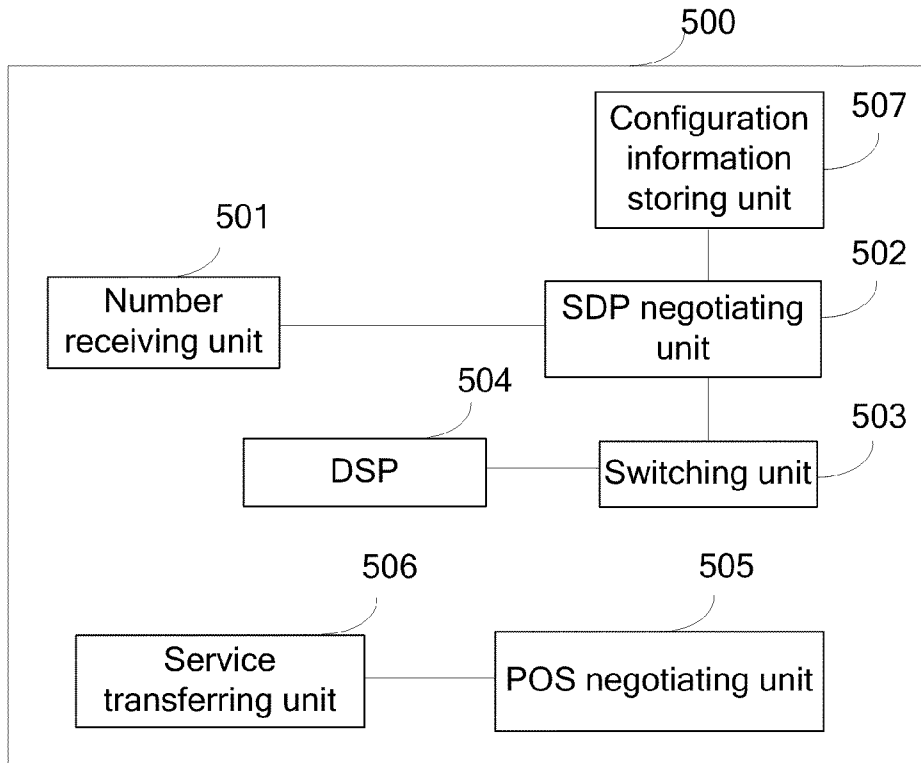 500
507
Configuration
information
storing unit
501
502
Number
receiving unit
SDP negotiating
unit
504
503
DSP
Switching unit
506
505
Service
transferring unit
POS negotiating unit